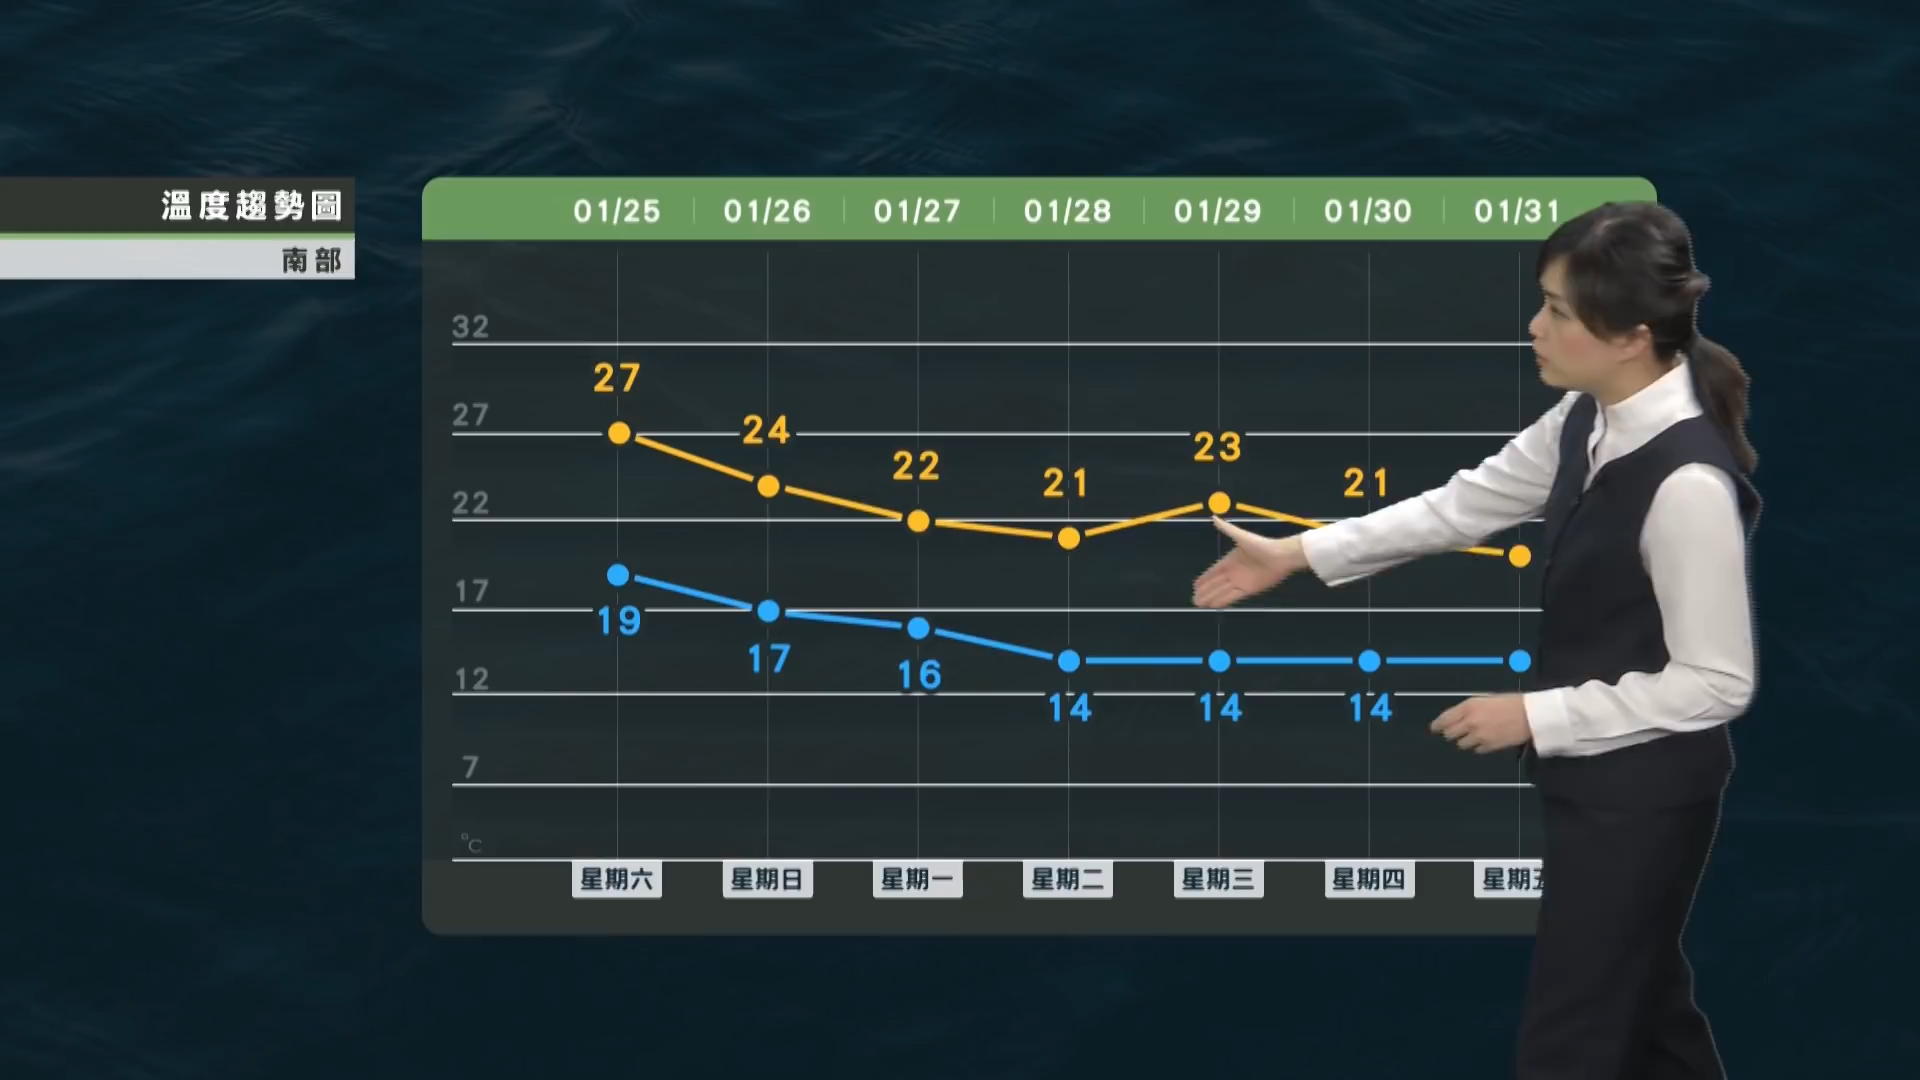 溫度趨勢圖
南部
01/25 01/26 01/27 01/28 01/29 01/30 01/31
32
27
22
17
12
7
°C
27 24 22 21 23 21
19 17 16 14 14 14
星期六 星期日 星期一 星期二 星期三 星期四 星期五